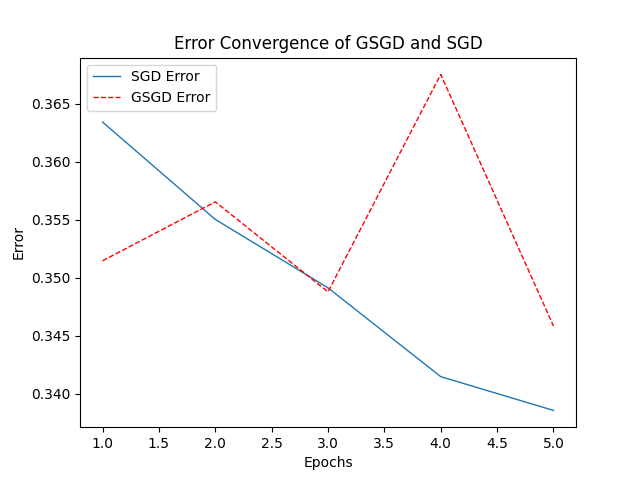 Error Convergence of GSGD and SGD
SGD Error
GSGD Error
0.365
0.360
0.355
0.350
0.345
0.340
Error
1.0 1.5 2.0 2.5 3.0 3.5 4.0 4.5 5.0
Epochs